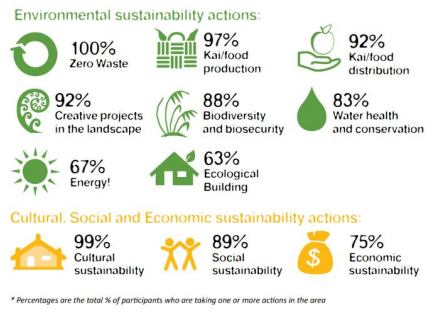 Environmental sustainability actions:
100%
Zero Waste
97%
Kai/food
production
92%
Kai/food
distribution
92%
Creative projects
in the landscape
88%
Biodiversity
and biosecurity
83%
Water health
and conservation
67%
Energy!
63%
Ecological
Building
Cultural. Social and Economic sustainability actions:
99%
Cultural
sustainability
89%
Social
sustainability
$
75%
Economic
sustainability
* Percentages are the total % of participants who are taking one or more actions in the area